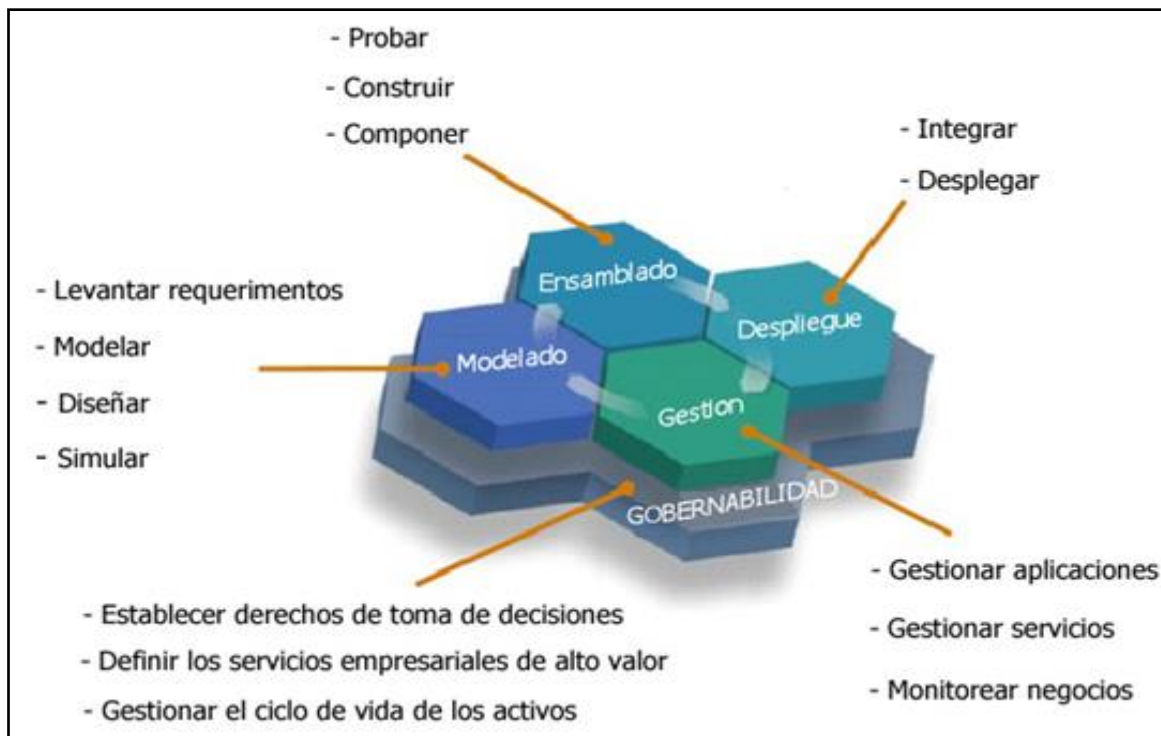 - Probar
- Construir
- Componer
- Integrar
- Desplegar
Ensamblado
Despliegue
- Levantar requerimentos
- Modelar
- Diseñar
- Simular
Modelado
Gestion
GOBERNABILIDAD
- Establecer derechos de toma de decisiones
- Definir los servicios empresariales de alto valor
- Gestionar el ciclo de vida de los activos
- Gestionar aplicaciones
- Gestionar servicios
- Monitorear negocios